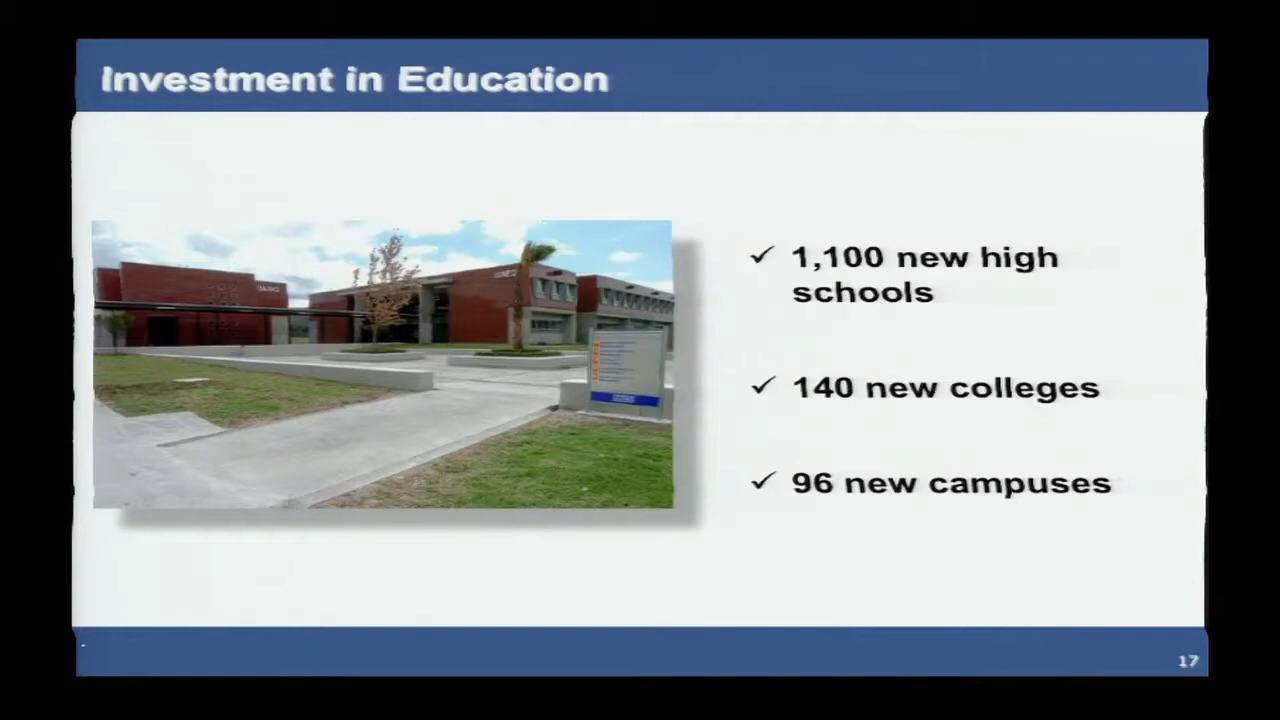 Investment in Education
✓ 1,100 new high
schools
✓ 140 new colleges
✓ 96 new campuses
17